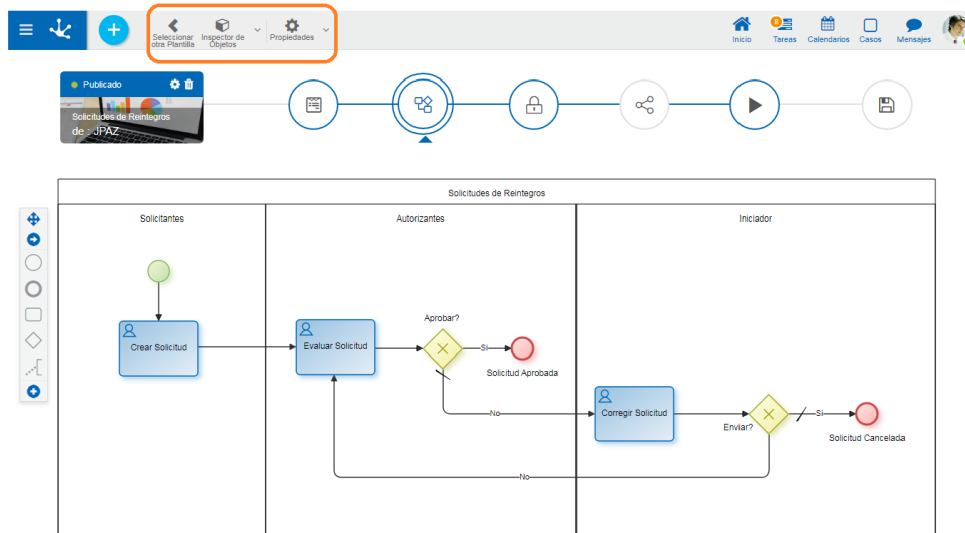 Seleccionar
otra Plantilla
Inspector de
Objetos
Propiedades
Inicio
8
Tareas
Calendarios
Casos
Mensajes
Publicado
Solicitudes de Reintegros
de : JPAZ
Solicitudes de Reintegros
Solicitantes
Autorizantes
Iniciador
Crear Solicitud
Evaluar Solicitud
Aprobar?
Si
Solicitud Aprobada
No
Corregir Solicitud
Enviar?
Si
Solicitud Cancelada
No